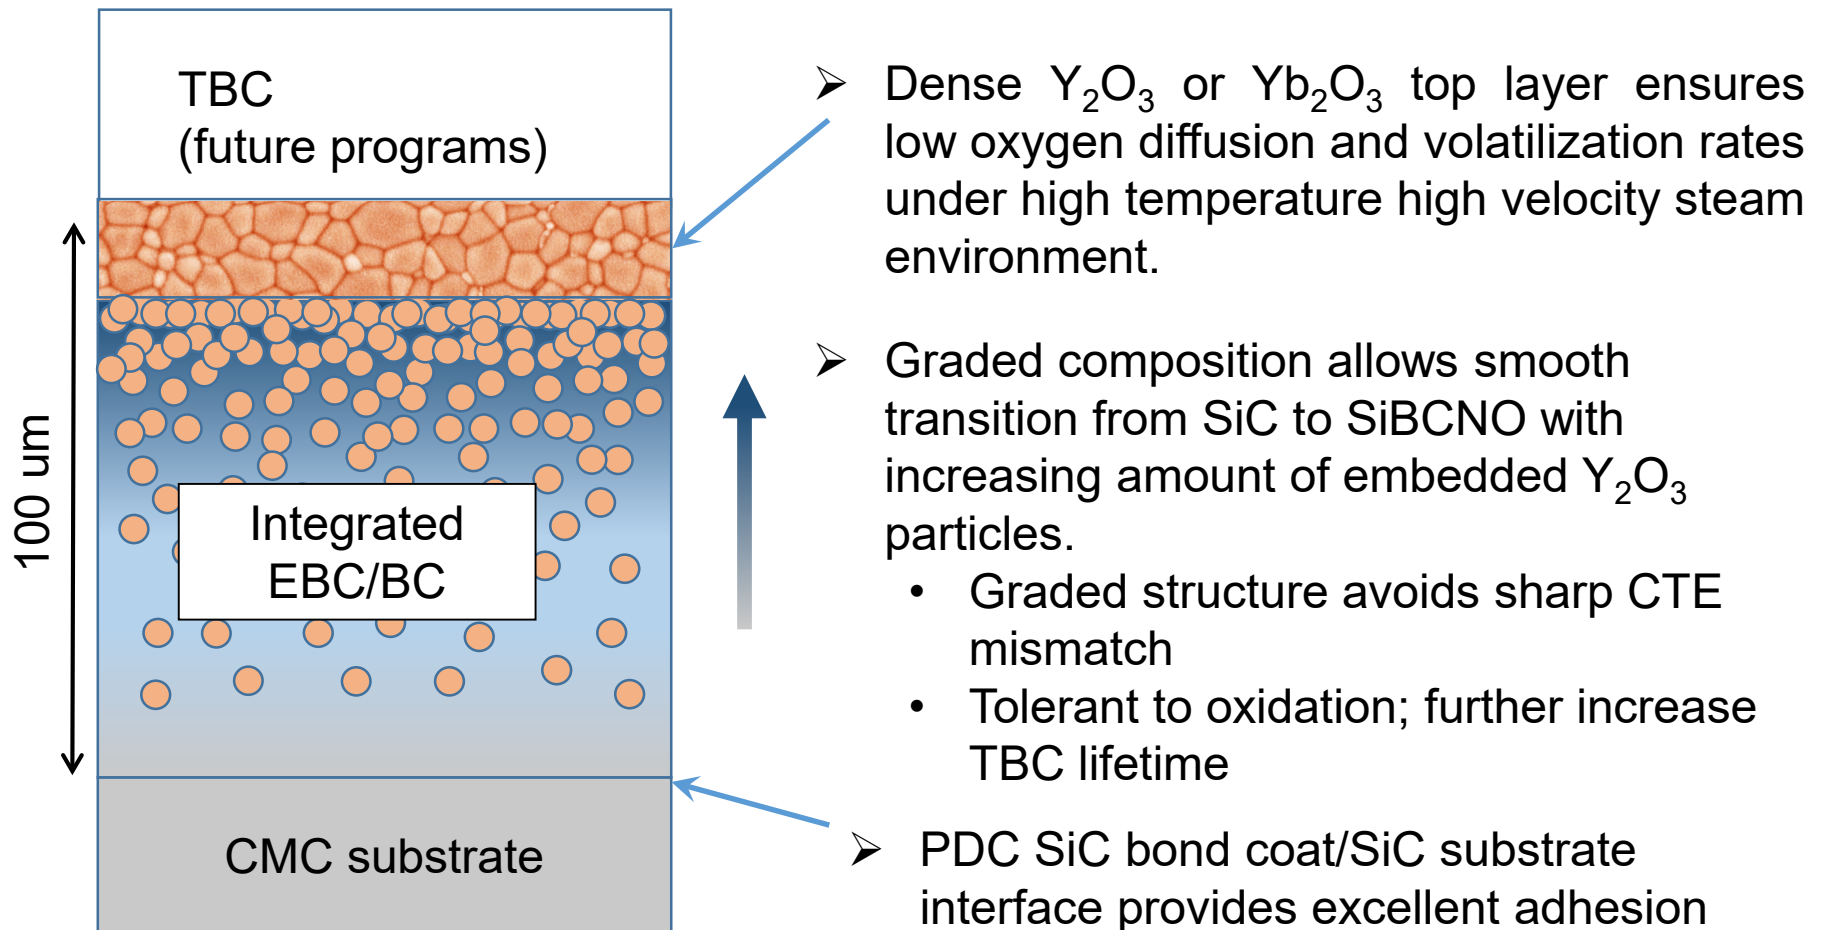 TBC
(future programs)
100 um
Integrated
EBC/BC
CMC substrate
➢ Dense Y₂O₃ or Yb₂O₃ top layer ensures
low oxygen diffusion and volatilization rates
under high temperature high velocity steam
environment.
➢ Graded composition allows smooth
transition from SiC to SiBCNO with
increasing amount of embedded Y₂O₃
particles.
• Graded structure avoids sharp CTE
mismatch
• Tolerant to oxidation; further increase
TBC lifetime
➢ PDC SiC bond coat/SiC substrate
interface provides excellent adhesion